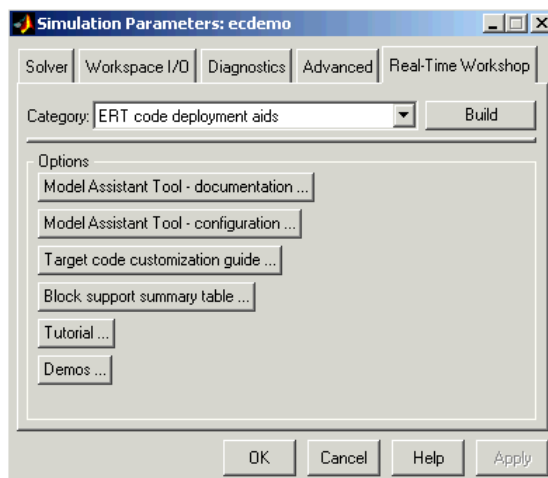 Simulation Parameters: ecdemo
Solver Workspace I/O Diagnostics Advanced Real-Time Workshop
Category: ERT code deployment aids Build
Options
Model Assistant Tool - documentation ...
Model Assistant Tool - configuration ...
Target code customization guide ...
Block support summary table ...
Tutorial ...
Demos ...
OK Cancel Help Apply